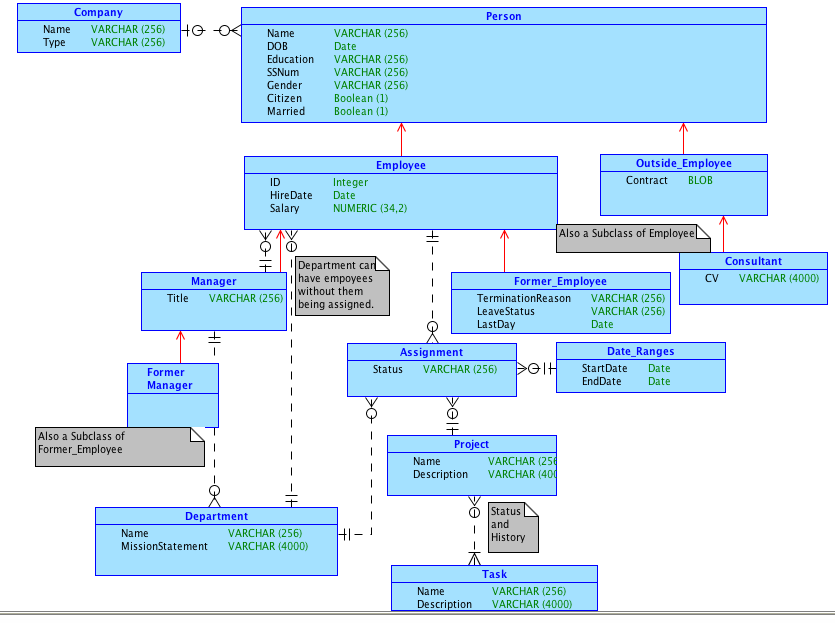 Company
Name VARCHAR (256)
Type VARCHAR (256)
Person
Name VARCHAR (256)
DOB Date
Education VARCHAR (256)
SSNum VARCHAR (256)
Gender VARCHAR (256)
Citizen Boolean (1)
Married Boolean (1)
Employee
ID Integer
HireDate Date
Salary NUMERIC (34,2)
Outside_Employee
Contract BLOB
Also a Subclass of Employee
Consultant
CV VARCHAR (4000)
Manager
Title VARCHAR (256)
Department can
have empoyees
without them
being assigned.
Former_Employee
TerminationReason VARCHAR (256)
LeaveStatus VARCHAR (256)
LastDay Date
Assignment
Status VARCHAR (256)
Date_Ranges
StartDate Date
EndDate Date
Former
Manager
Also a Subclass of
Former_Employee
Project
Name VARCHAR (256
Description VARCHAR (400
Status
and
History
Department
Name VARCHAR (256)
MissionStatement VARCHAR (4000)
Task
Name VARCHAR (256)
Description VARCHAR (4000)